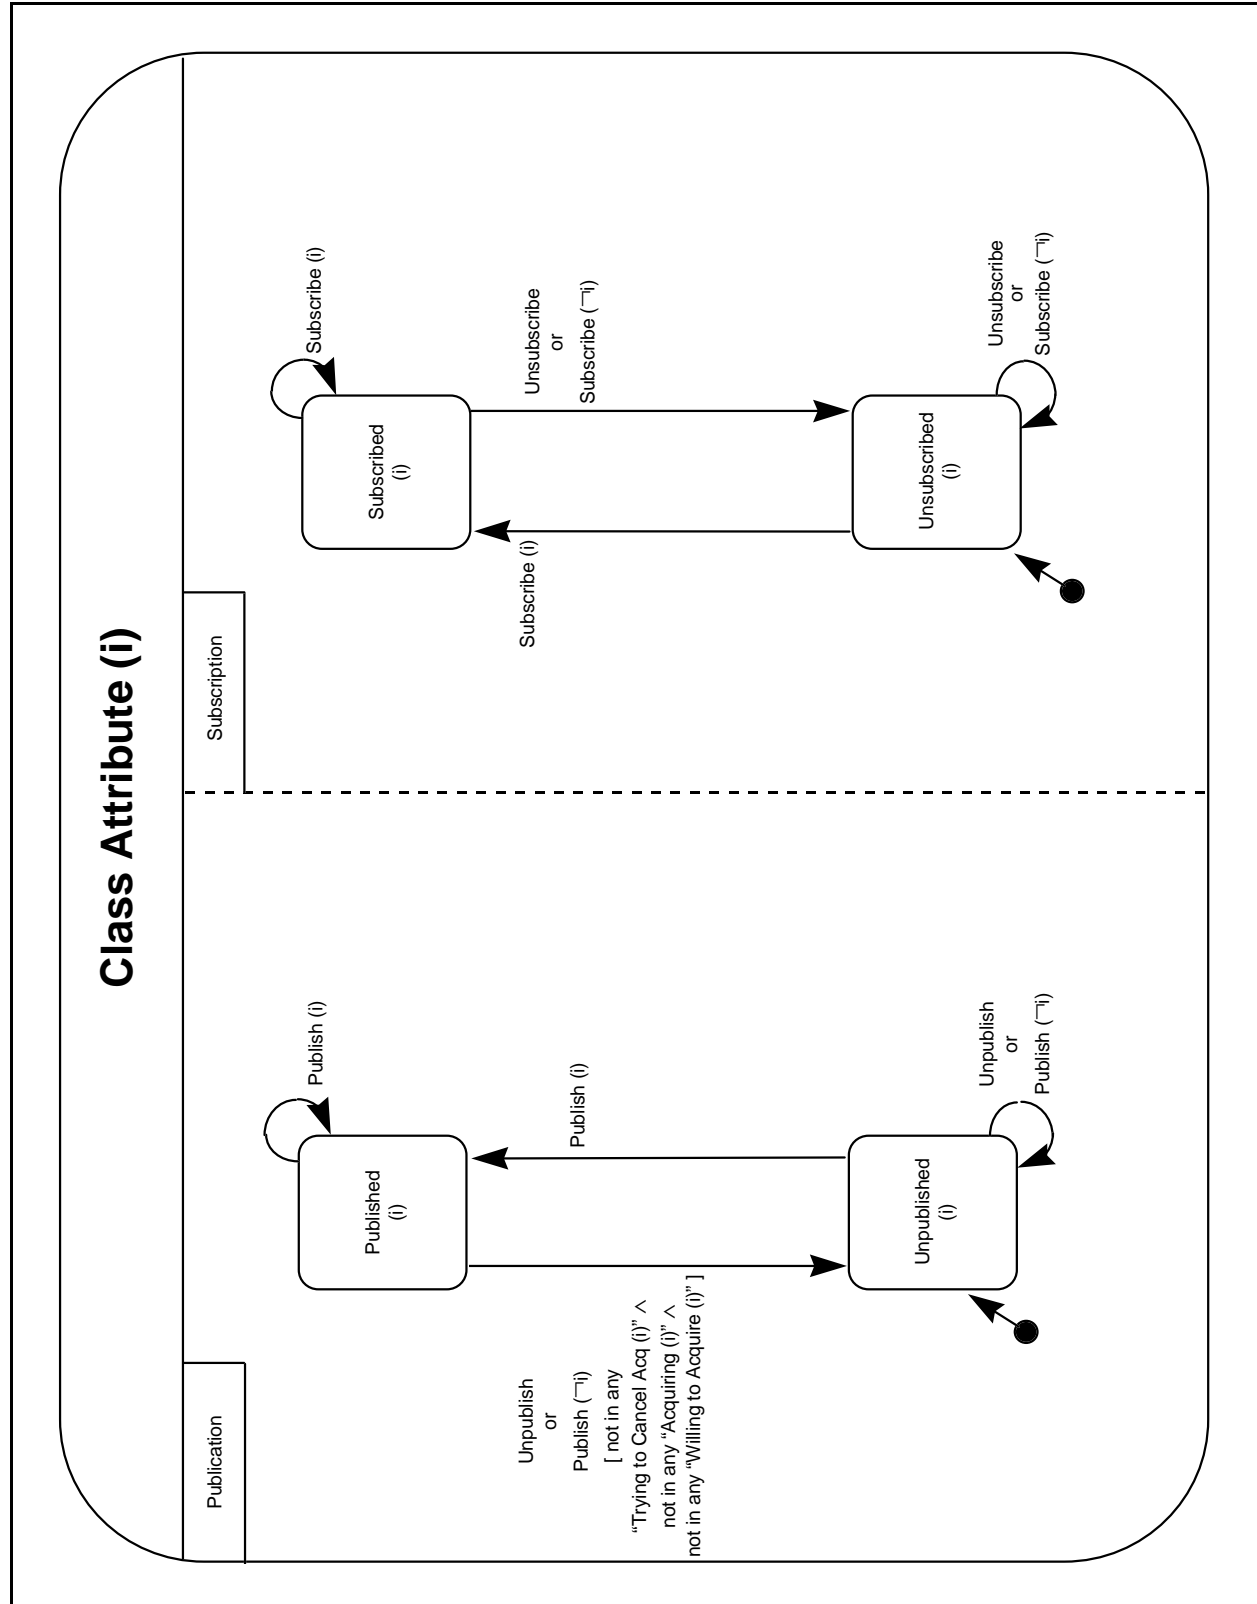 Class Attribute (i)
Publication
Published
(i)
Publish (i)
Publish (i)
Unpublish
or
Publish (¬i)
[ not in any
“Trying to Cancel Acq (i)” ∧
not in any “Acquiring (i)” ∧
not in any “Willing to Acquire (i)” ]
Unpublished
(i)
Unpublish
or
Publish (¬i)
Subscription
Subscribed
(i)
Subscribe (i)
Subscribe (i)
Unsubscribe
or
Subscribe (¬i)
Unsubscribed
(i)
Unsubscribe
or
Subscribe (¬i)